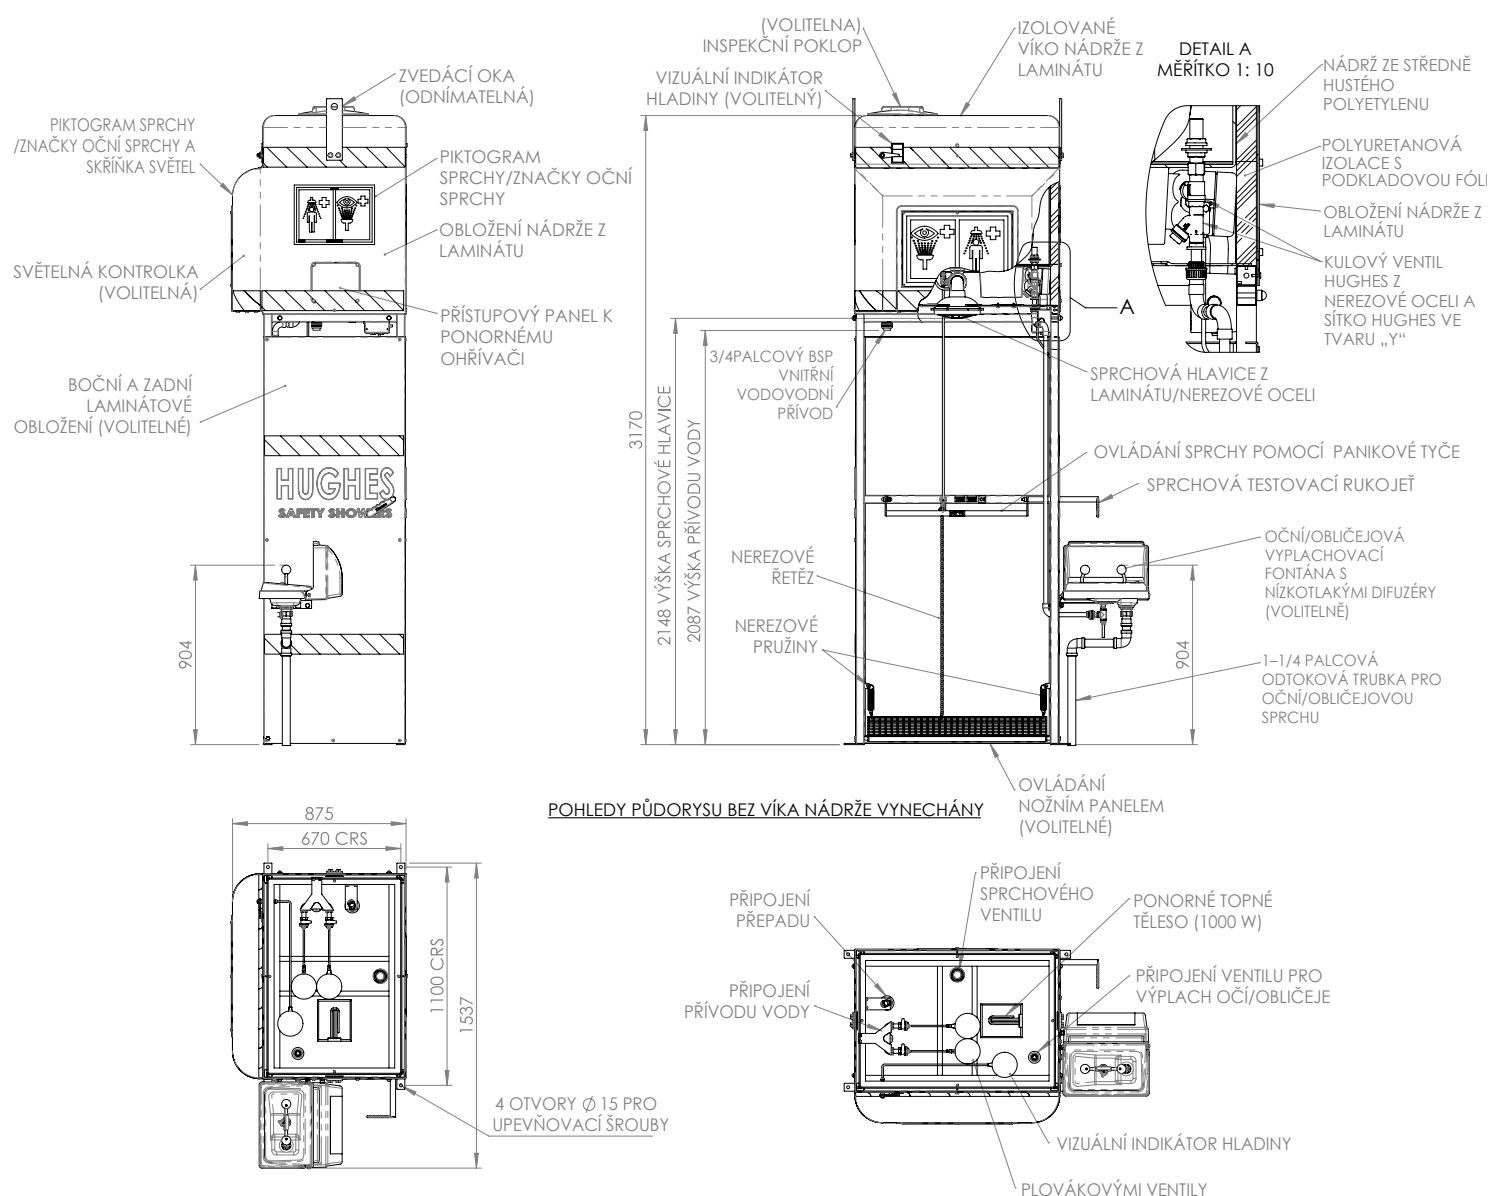 (VOLITELNA)
INSPEKČNÍ POKLOP
IZOLOVANÉ
VÍKO NÁDRŽE Z
LAMINÁTU
DETAIL A
MĚŘÍTKO 1: 10
ZVEDÁCÍ OKA
(ODNÍMATELNÁ)
VIZUÁLNÍ INDIKÁTOR
HLADINY (VOLITELNÝ)
NÁDRŽ ZE STŘEDNĚ
HUSTÉHO
POLYETYLENU
PIKTOGRAM SPRCHY
/ZNAČKY OČNÍ SPRCHY A
SKŘÍŇKA SVĚTEL
PIKTOGRAM
SPRCHY/ZNAČKY OČNÍ
SPRCHY
POLYURETANOVÁ
IZOLACE S
PODKLADOVOU FÓLI
OBLOŽENÍ NÁDRŽE Z
LAMINÁTU
OBLOŽENÍ NÁDRŽE Z
LAMINÁTU
SVĚTELNÁ KONTROLKA
(VOLITELNÁ)
KULOVÝ VENTIL
HUGHES Z
NEREZOVÉ OCELI A
SÍTKO HUGHES VE
TVARU „Y“
PŘÍSTUPOVÝ PANEL K
PONORNÉMU
OHŘÍVAČI
A
3/4PALCOVÝ BSP
VNITŘNÍ
VODOVODNÍ
PŘÍVOD
SPRCHOVÁ HLAVICE Z
LAMINÁTU/NEREZOVÉ OCELI
BOČNÍ A ZADNÍ
LAMINÁTOVÉ
OBLOŽENÍ (VOLITELNÉ)
3170
2148 VÝŠKA SPRCHOVÉ HLAVICE
2087 VÝŠKA PŘÍVODU VODY
OVLÁDÁNÍ SPRCHY POMOCÍ PANIKOVÉ TYČE
SPRCHOVÁ TESTOVACÍ RUKOJEŤ
HUGHES
SAFETY SHOWERS
OČNÍ/OBLIČEJOVÁ
VYPLACHOVACÍ
FONTÁNA S
NÍZKOTLAKÝMI DIFUZÉRY
(VOLITELNĚ)
NEREZOVÉ
ŘETĚZ
NEREZOVÉ
PRUŽINY
904
904
1–1/4 PALCOVÁ
ODTOKOVÁ TRUBKA PRO
OČNÍ/OBLIČEJOVOU
SPRCHU
OVLÁDÁNÍ
NOŽNÍM PANELEM
(VOLITELNÉ)
POHLEDY PŮDORYSU BEZ VÍKA NÁDRŽE VYNECHÁNY
875
670 CRS
1100 CRS
1537
4 OTVORY Ø 15 PRO
UPEVŇOVACÍ ŠROUBY
PŘIPOJENÍ
SPRCHOVÉHO
VENTILU
PŘIPOJENÍ
PŘEPADU
PONORNÉ TOPNÉ
TĚLESO (1000 W)
PŘIPOJENÍ
PŘÍVODU VODY
PŘIPOJENÍ VENTILU PRO
VÝPLACH OČÍ/OBLIČEJE
VIZUÁLNÍ INDIKÁTOR HLADINY
PLOVÁKOVÝMI VENTILY